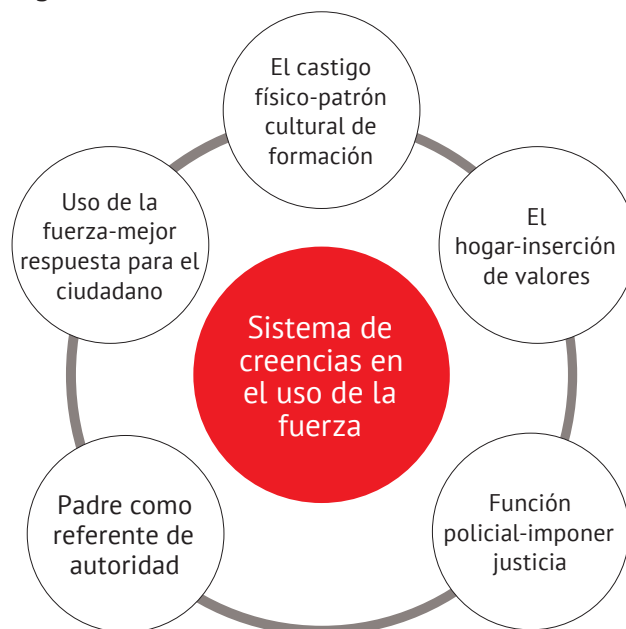 El castigo
físico-patrón
cultural de
formación
Uso de la
fuerza-mejor
respuesta para el
ciudadano
El
hogar-inserción
de valores
Sistema de
creencias en
el uso de la
fuerza
Padre como
referente de
autoridad
Función
policial-imponer
justicia